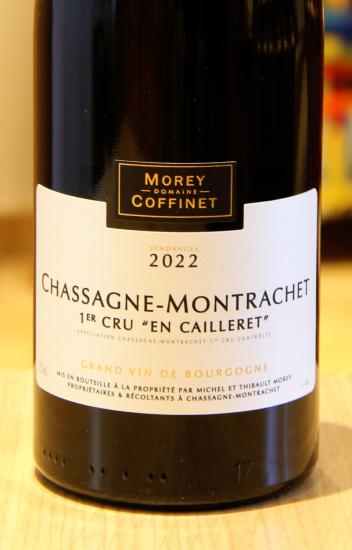 MOREY
DOMAINE
COFFINET
VENDANGES
2022
CHASSAGNE-MONTRACHET
1ER CRU "EN CAILLERET"
APPELLATION CHASSAGNE-MONTRACHET 1ER CRU CONTRÔLÉE
GRAND VIN DE BOURGOGNE
MIS EN BOUTEILLE À LA PROPRIÉTÉ PAR MICHEL ET THIBAULT MOREY
PROPRIÉTAIRES & RÉCOLTANTS À CHASSAGNE-MONTRACHET
17